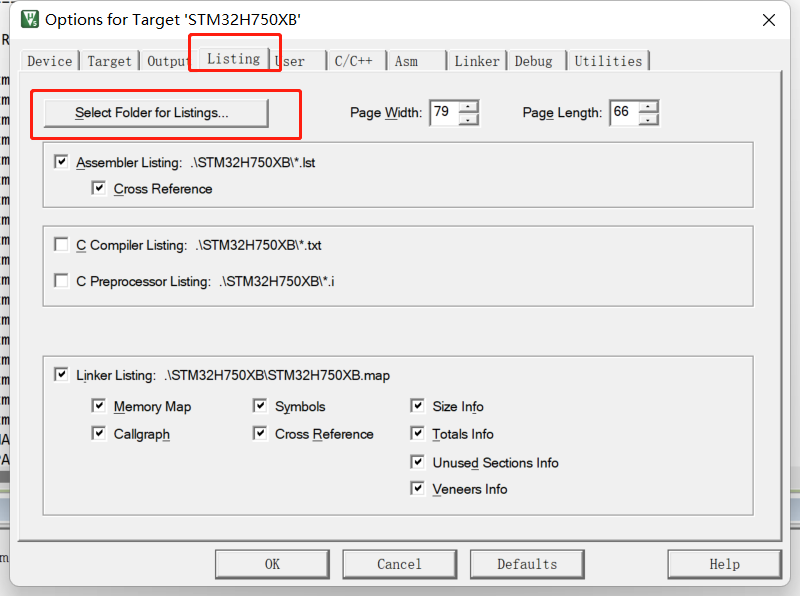 Options for Target 'STM32H750XB'
Device Target Output Listing User C/C++ Asm Linker Debug Utilities
Select Folder for Listings... Page Width: 79 Page Length: 66
Assembler Listing: .\STM32H750XB\*.lst
Cross Reference
C Compiler Listing: .\STM32H750XB\*.txt
C Preprocessor Listing: .\STM32H750XB\*.i
Linker Listing: .\STM32H750XB\STM32H750XB.map
Memory Map Symbols Size Info
Callgraph Cross Reference Totals Info
Unused Sections Info
Veneers Info
OK Cancel Defaults Help